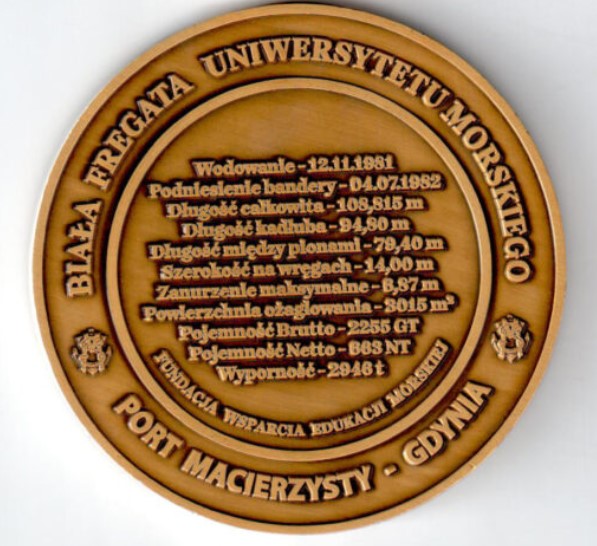 BIAŁA FREGATA UNIWERSYTETU MORSKIEGO
Wodowanie - 12.11.1981
Podniesienie bandery - 04.07.1982
Długość całkowita - 108,815 m
Długość kadłuba - 94,80 m
Długość między pionami - 79,40 m
Szerokość na wręgach - 14,00 m
Zanurzenie maksymalne - 6,87 m
Powierzchnia ożaglowania - 3015 m²
Pojemność Brutto - 2255 GT
Pojemność Netto - 663 NT
Wyporność - 2946 t
FUNDACJA WSPARCIA EDUKACJI MORSKIEJ
PORT MACIERZYSTY - GDYNIA